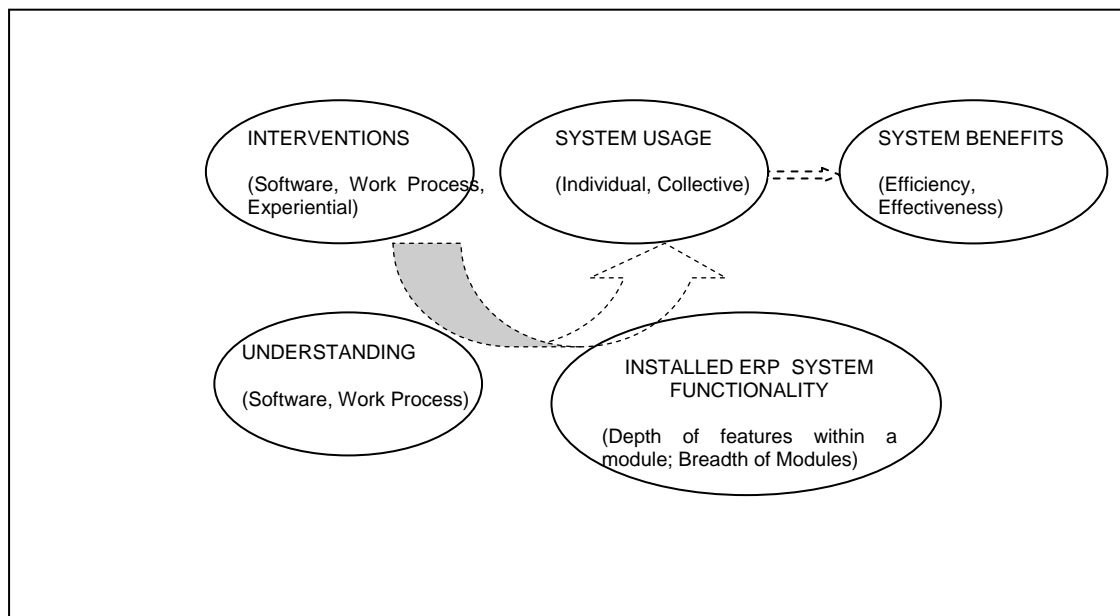 INTERVENTIONS
(Software, Work Process,
Experiential)
SYSTEM USAGE
(Individual, Collective)
SYSTEM BENEFITS
(Efficiency,
Effectiveness)
UNDERSTANDING
(Software, Work Process)
INSTALLED ERP SYSTEM
FUNCTIONALITY
(Depth of features within a
module; Breadth of Modules)